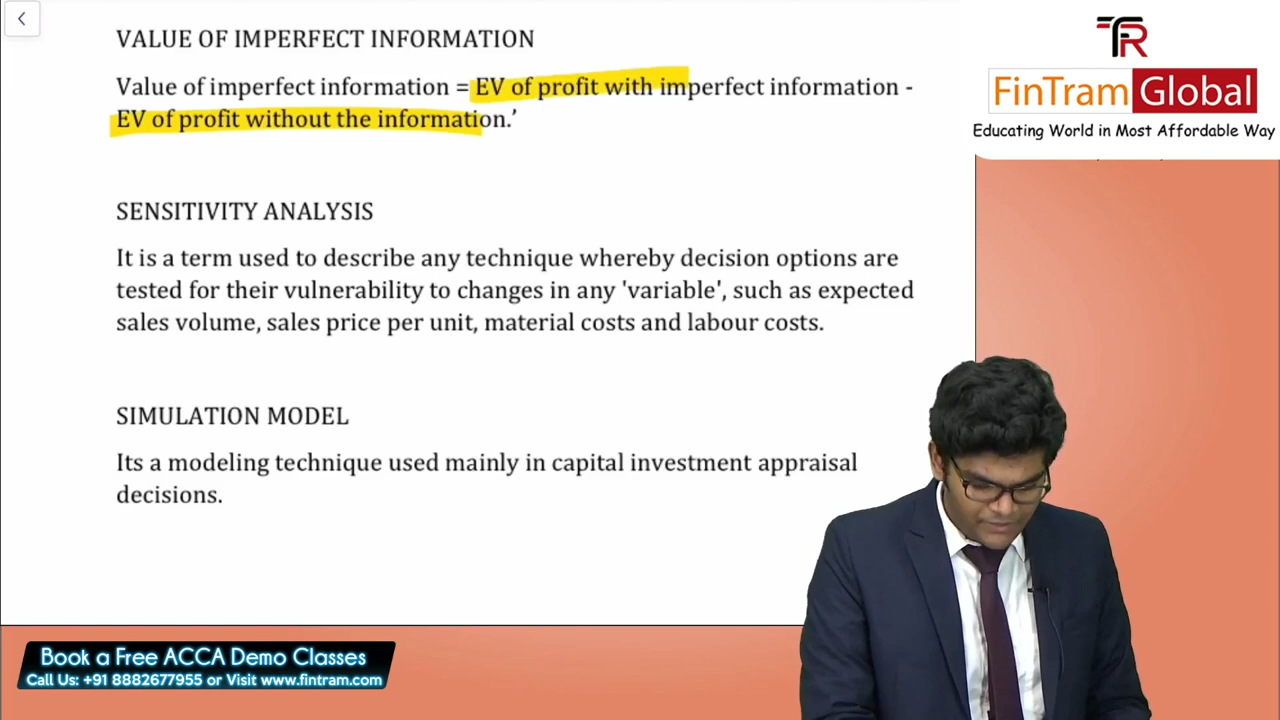 VALUE OF IMPERFECT INFORMATION
Value of imperfect information = EV of profit with imperfect information -
EV of profit without the information.’
SENSITIVITY ANALYSIS
It is a term used to describe any technique whereby decision options are
tested for their vulnerability to changes in any 'variable', such as expected
sales volume, sales price per unit, material costs and labour costs.
SIMULATION MODEL
Its a modeling technique used mainly in capital investment appraisal
decisions.
FinTram Global
Educating World in Most Affordable Way
Book a Free ACCA Demo Classes
Call Us: +91 8882677955 or Visit www.fintram.com